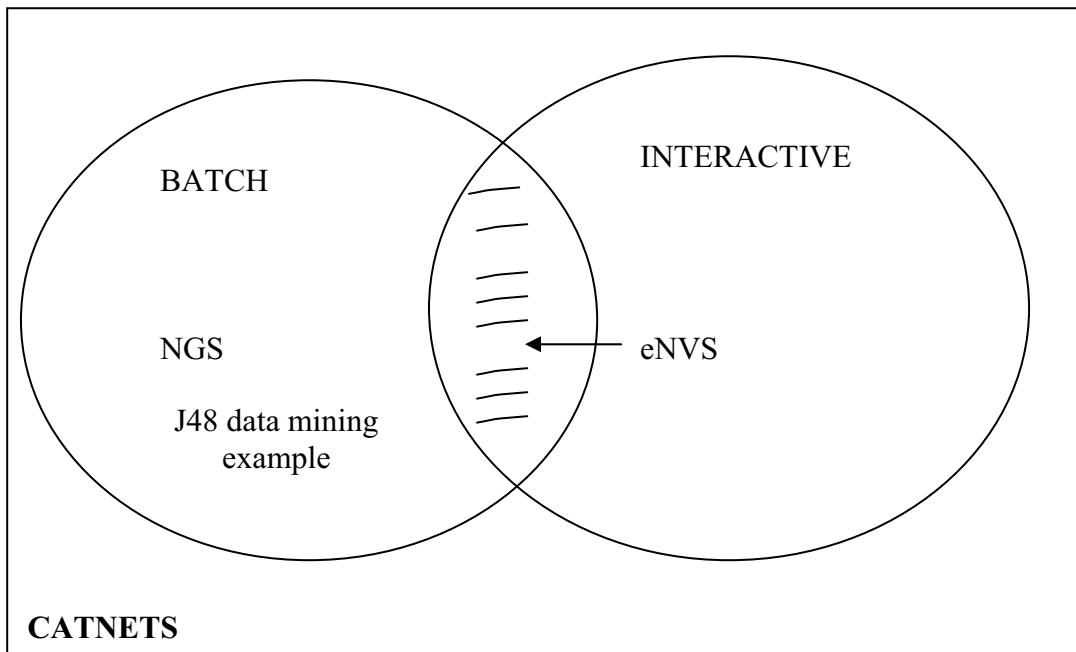 INTERACTIVE
BATCH
NGS
eNVS
J48 data mining
example
CATNETS